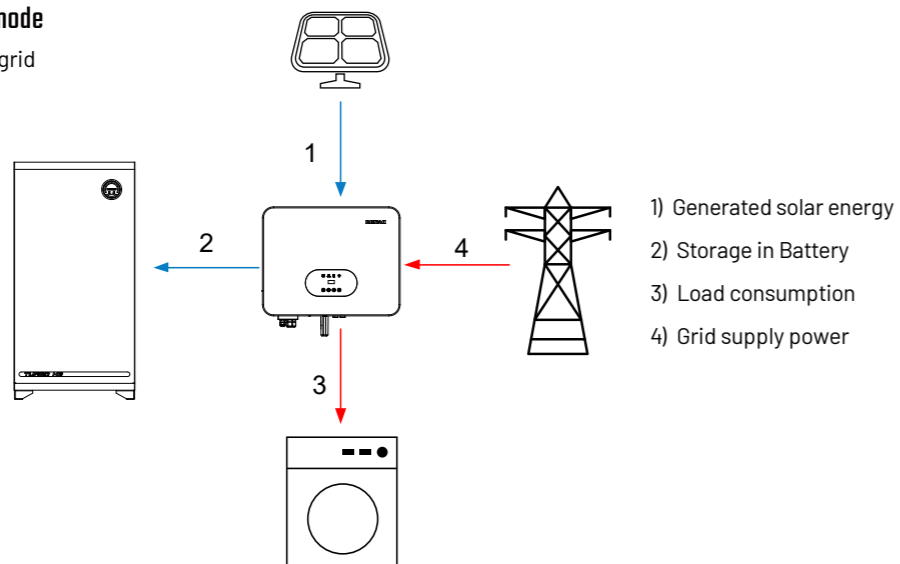 mode
grid
1
2
4
3
1) Generated solar energy
2) Storage in Battery
3) Load consumption
4) Grid supply power